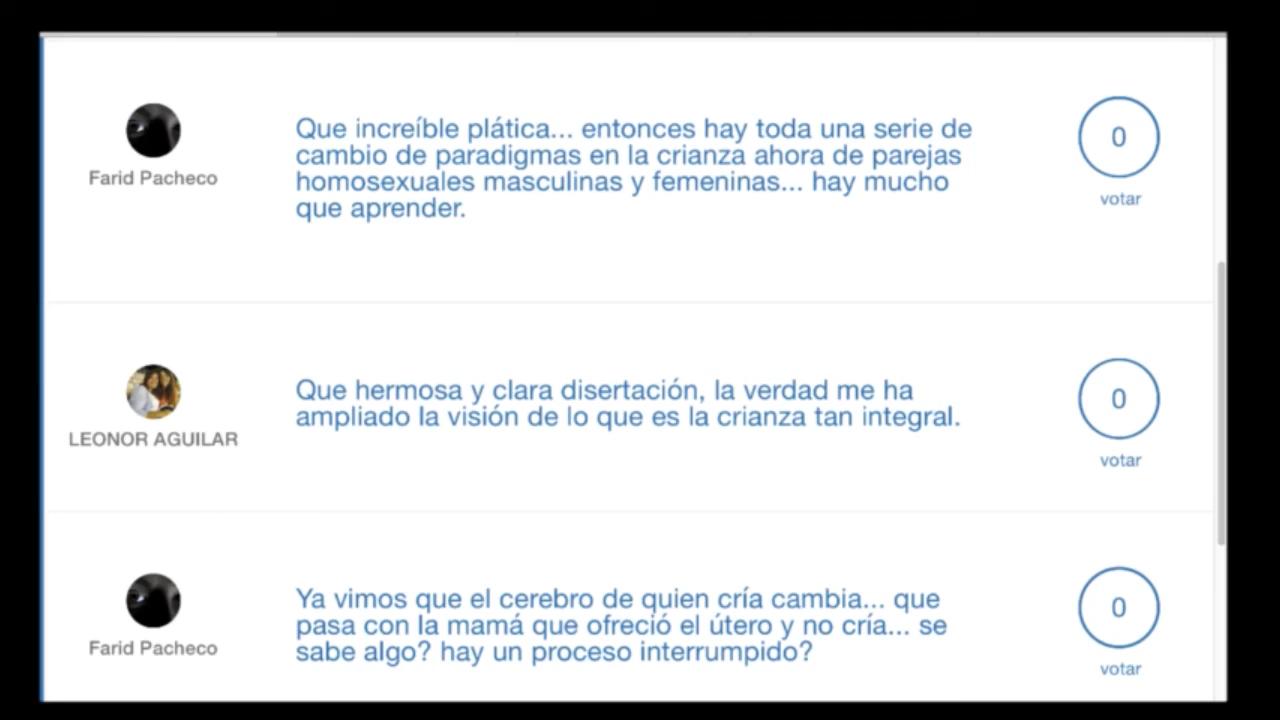 Que increíble plática... entonces hay toda una serie de
cambio de paradigmas en la crianza ahora de parejas
homosexuales masculinas y femeninas... hay mucho
que aprender.
Farid Pacheco
0
votar
Que hermosa y clara disertación, la verdad me ha
ampliado la visión de lo que es la crianza tan integral.
LEONOR AGUILAR
0
votar
Ya vimos que el cerebro de quien cría cambia... que
pasa con la mamá que ofreció el útero y no cría... se
sabe algo? hay un proceso interrumpido?
Farid Pacheco
0
votar